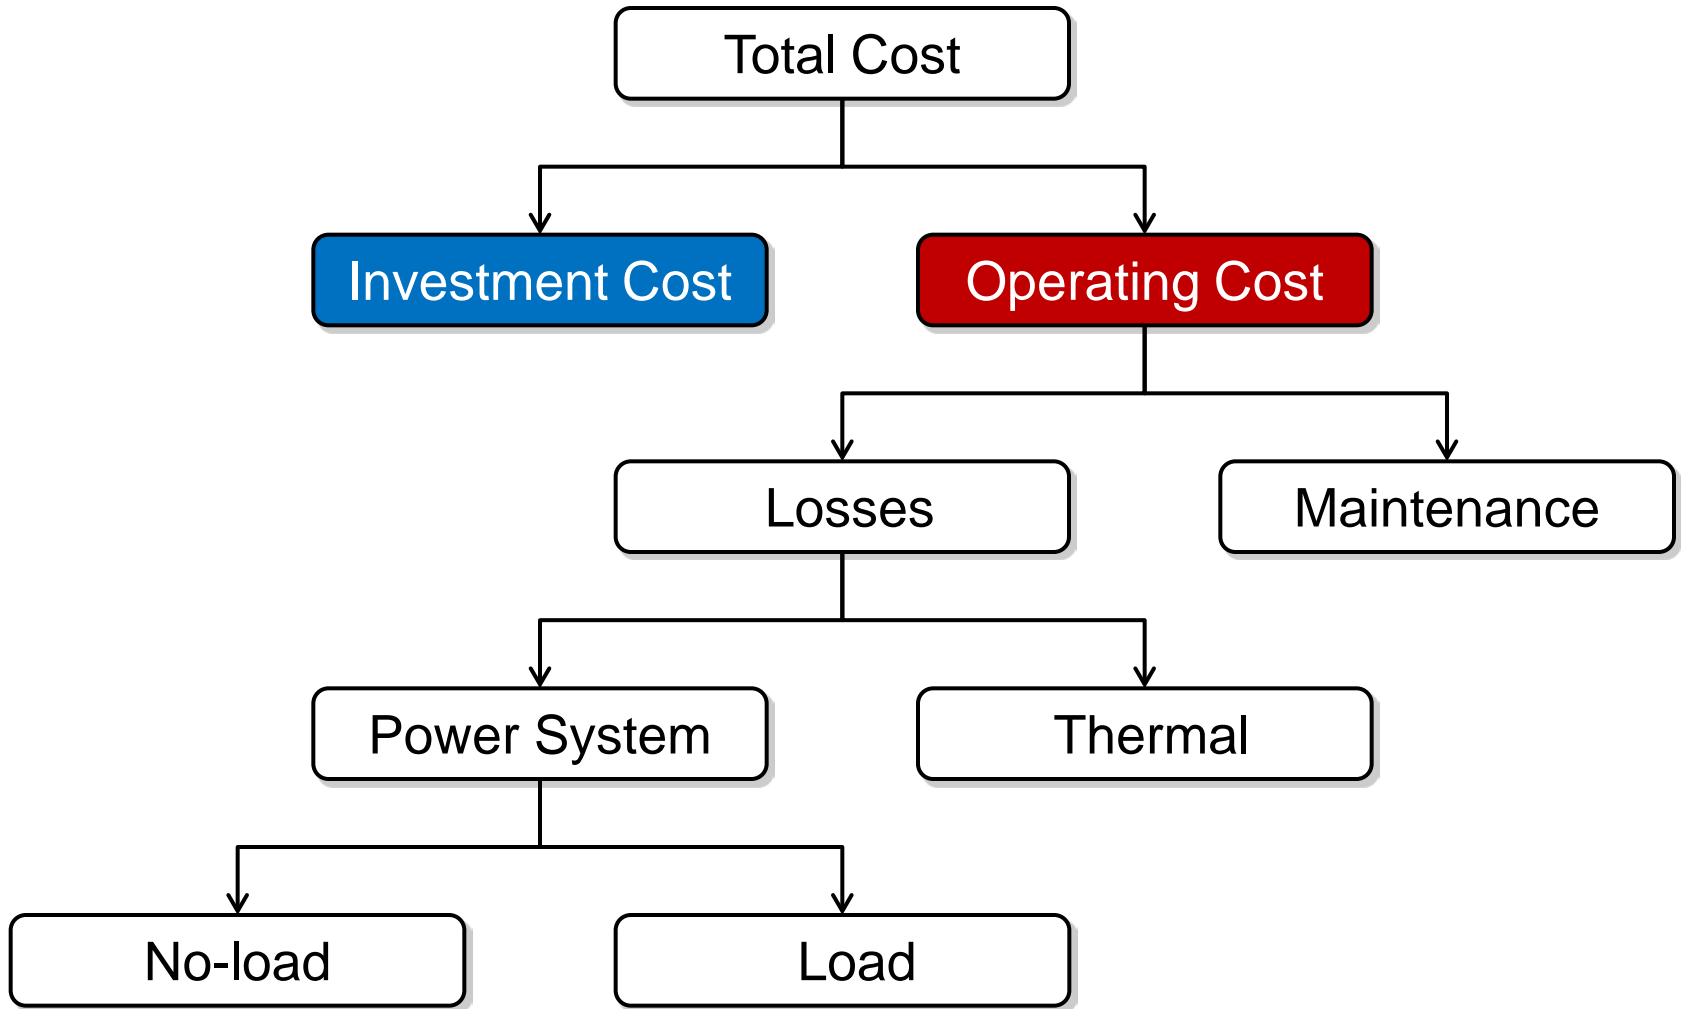 Total Cost
Investment Cost
Operating Cost
Losses
Maintenance
Power System
Thermal
No-load
Load